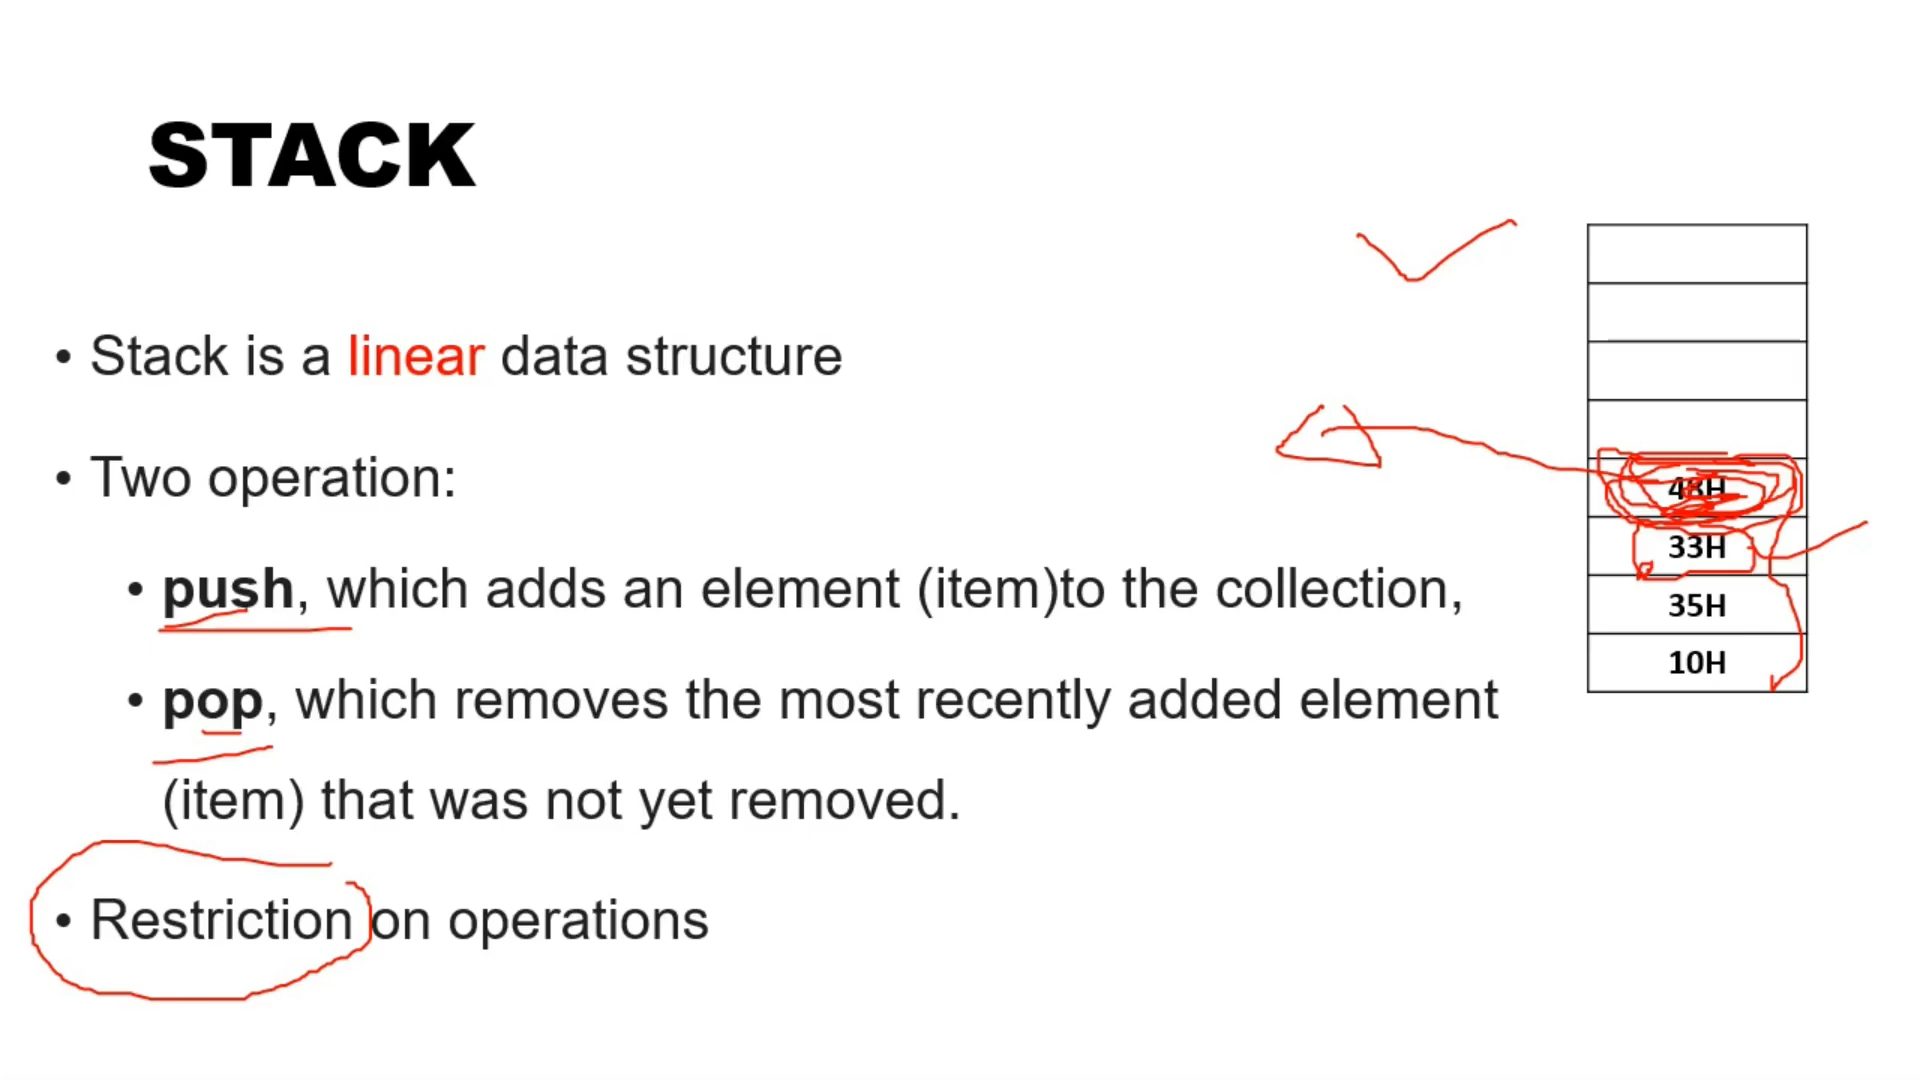 STACK
• Stack is a linear data structure
• Two operation:
• push, which adds an element (item)to the collection,
• pop, which removes the most recently added element
(item) that was not yet removed.
• Restriction on operations
33H
35H
10H